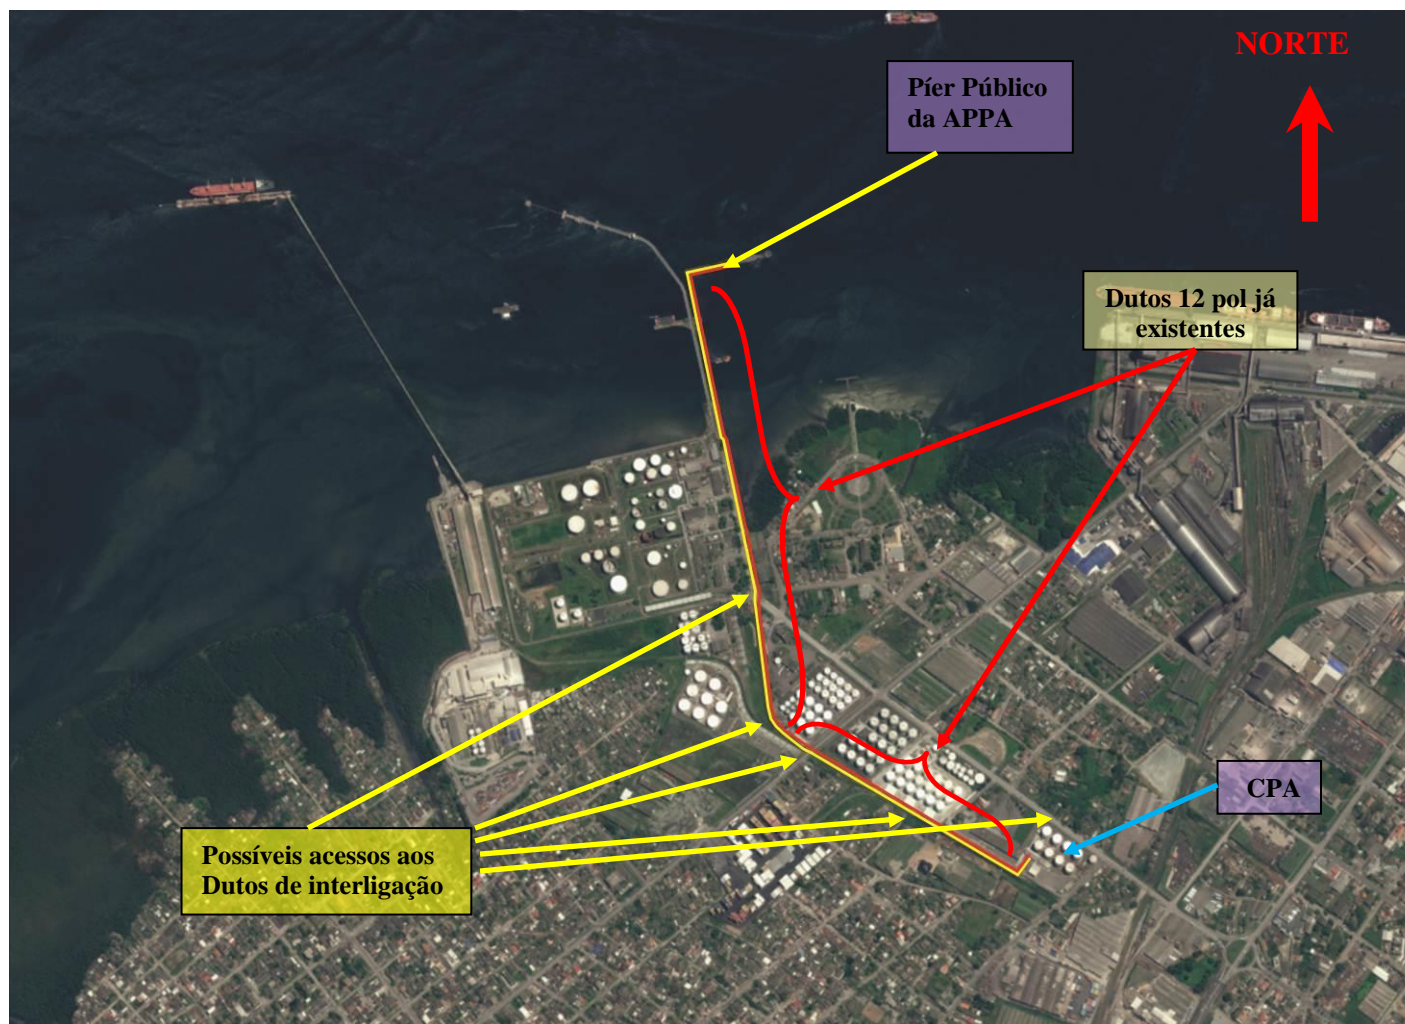 NORTE
Píer Público
da APPA
Dutos 12 pol já
existentes
CPA
Possíveis acessos aos
Dutos de interligação